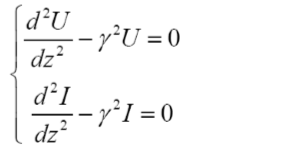 d²U/dz² − γ²U = 0
d²I/dz² − γ²I = 0